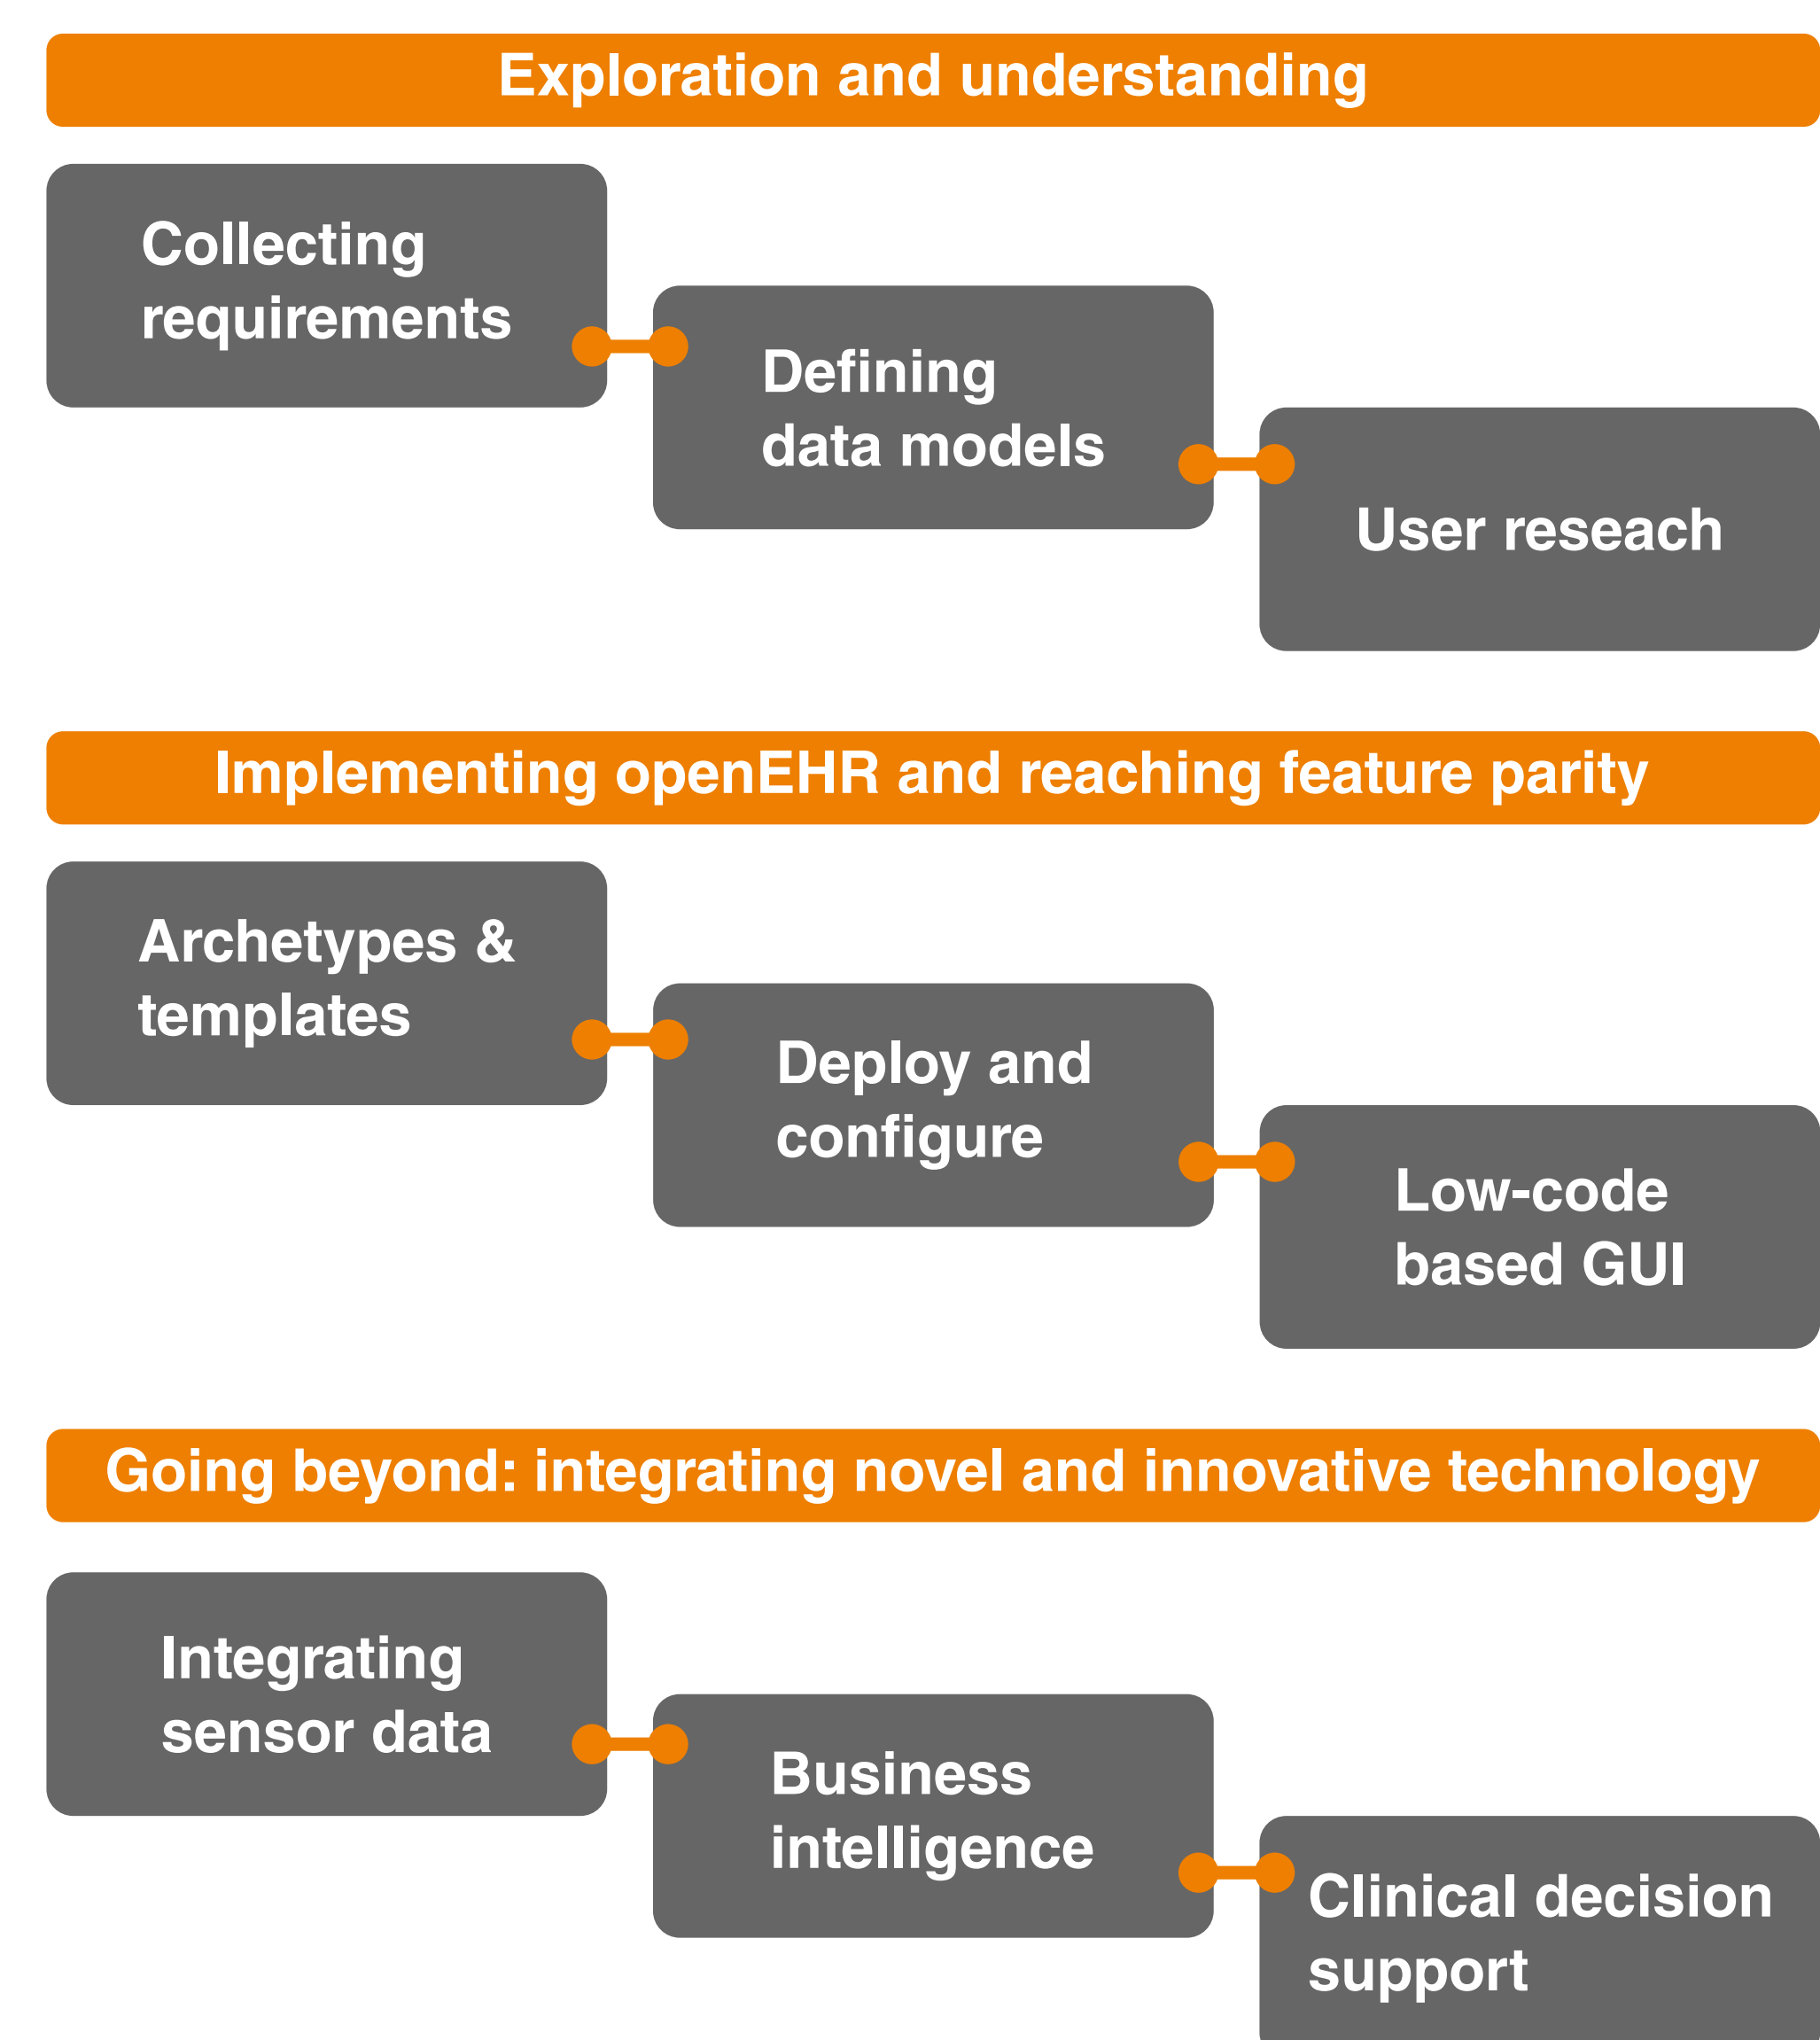 Exploration and understanding
Collecting
requirements
Defining
data models
User reseach
Implementing openEHR and reaching feature parity
Archetypes &
templates
Deploy and
configure
Low-code
based GUI
Going beyond: integrating novel and innovative technology
Integrating
sensor data
Business
intelligence
Clinical decision
support